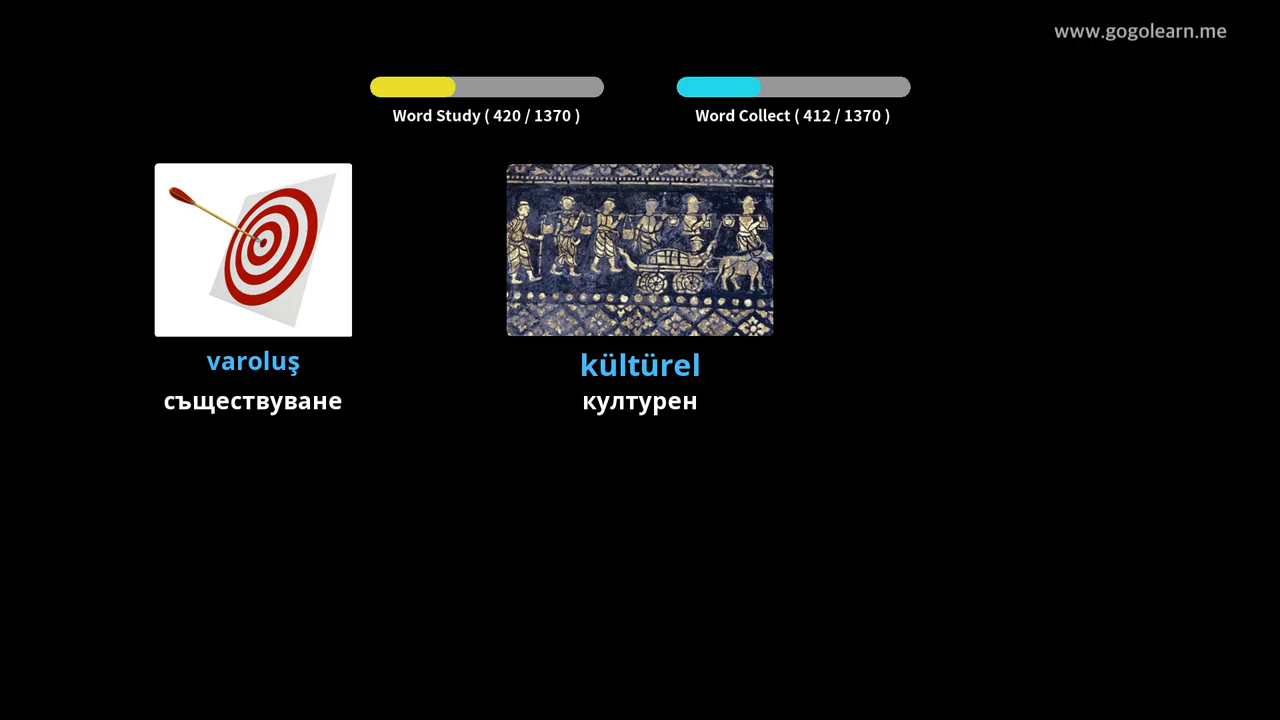 www.gogolearn.me
Word Study ( 420 / 1370 )
Word Collect ( 412 / 1370 )
varoluş
съществуване
kültürel
културен